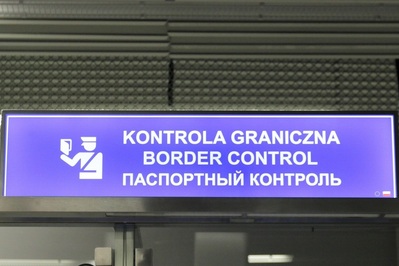 KONTROLA GRANICZNA
BORDER CONTROL
ПАСПОРТНЫЙ КОНТРОЛЬ